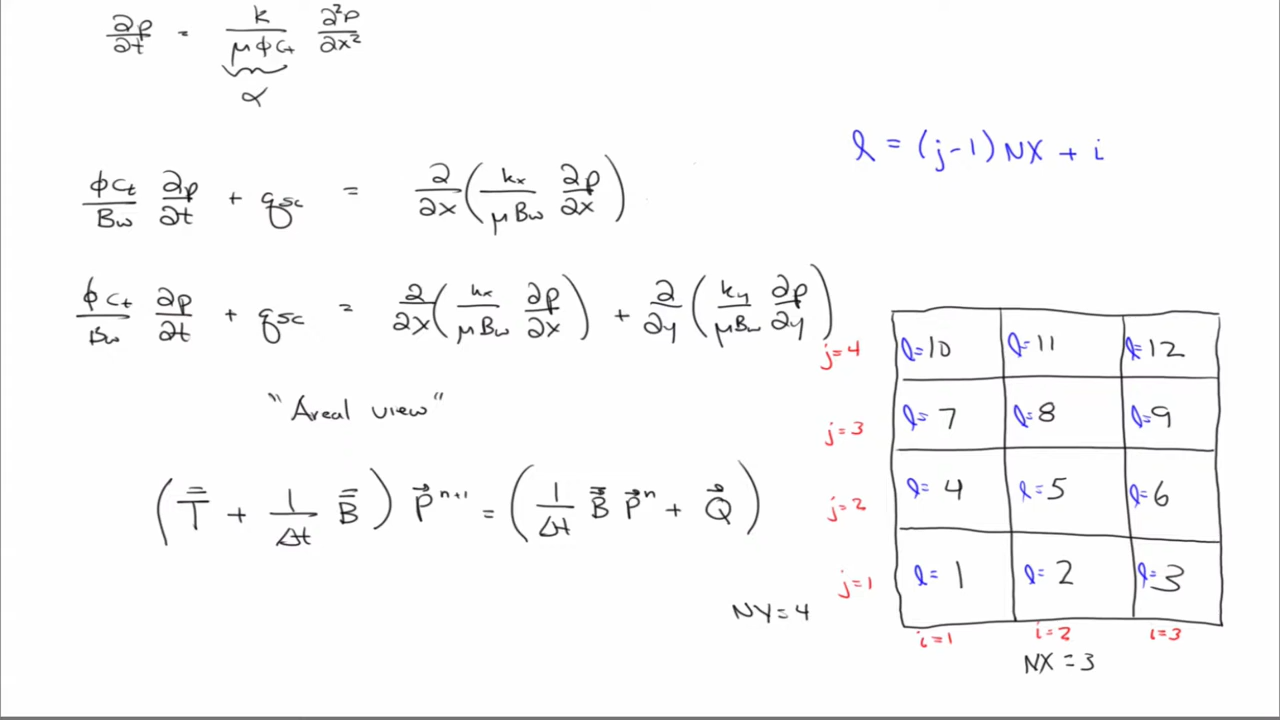 ∂p/∂t = k/(μϕc_t) ∂²p/∂x²
α
l = (j-1)NX + i
ϕc_t/B_w ∂p/∂t + q_sc = ∂/∂x (k_x/(μB_w) ∂p/∂x)
ϕc_t/B_w ∂p/∂t + q_sc = ∂/∂x (k_x/(μB_w) ∂p/∂x) + ∂/∂y (k_y/(μB_w) ∂p/∂y)
"Areal view"
(T̿ + 1/Δt B̿) P⃗^(n+1) = (1/Δt B̿ P⃗^n + Q⃗)
j=4 l=10 l=11 l=12
j=3 l=7 l=8 l=9
j=2 l=4 l=5 l=6
j=1 l=1 l=2 l=3
NY=4
i=1 i=2 i=3
NX=3